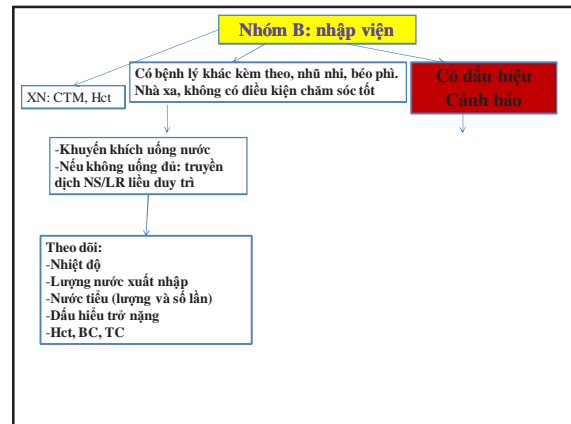 Nhóm B: nhập viện
XN: CTM, Hct
Có bệnh lý khác kèm theo, nhũ nhi, béo phì.
Nhà xa, không có điều kiện chăm sóc tốt
Có dấu hiệu
Cảnh báo
-Khuyến khích uống nước
-Nếu không uống đủ: truyền
dịch NS/LR liều duy trì
Theo dõi:
-Nhiệt độ
-Lượng nước xuất nhập
-Nước tiểu (lượng và số lần)
-Dấu hiểu trở nặng
-Hct, BC, TC